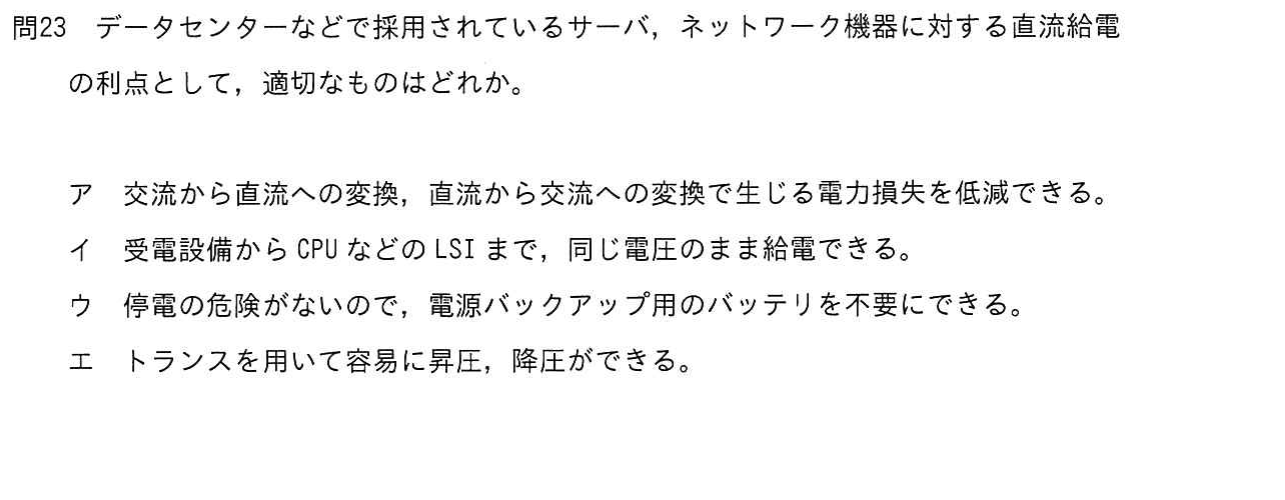 問23　データセンターなどで採用されているサーバ，ネットワーク機器に対する直流給電
の利点として，適切なものはどれか。
ア　交流から直流への変換，直流から交流への変換で生じる電力損失を低減できる。
イ　受電設備から CPU などの LSI まで，同じ電圧のまま給電できる。
ウ　停電の危険がないので，電源バックアップ用のバッテリを不要にできる。
エ　トランスを用いて容易に昇圧，降圧ができる。